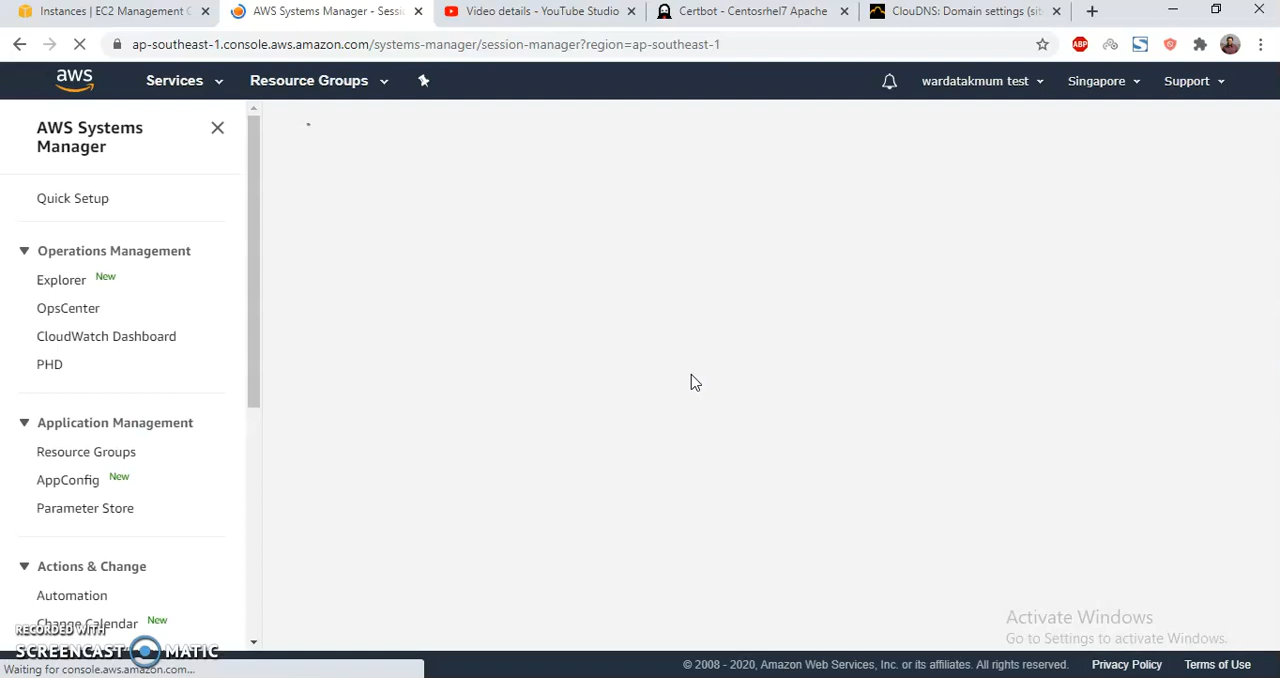 Instances | EC2 Management C
AWS Systems Manager - Sessi
Video details - YouTube Studio
Certbot - Centosrhel7 Apache
ClouDNS: Domain settings (sit
ap-southeast-1.console.aws.amazon.com/systems-manager/session-manager?region=ap-southeast-1
ABP
aws Services Resource Groups wardatakmum test Singapore Support
AWS Systems
Manager
Quick Setup
Operations Management
Explorer New
OpsCenter
CloudWatch Dashboard
PHD
Application Management
Resource Groups
AppConfig New
Parameter Store
Actions & Change
Automation
Change Calendar New
RECORDED WITH
SCREENCAST MATIC
Waiting for console.aws.amazon.com...
Activate Windows
Go to Settings to activate Windows.
© 2008 - 2020, Amazon Web Services, Inc. or its affiliates. All rights reserved. Privacy Policy Terms of Use